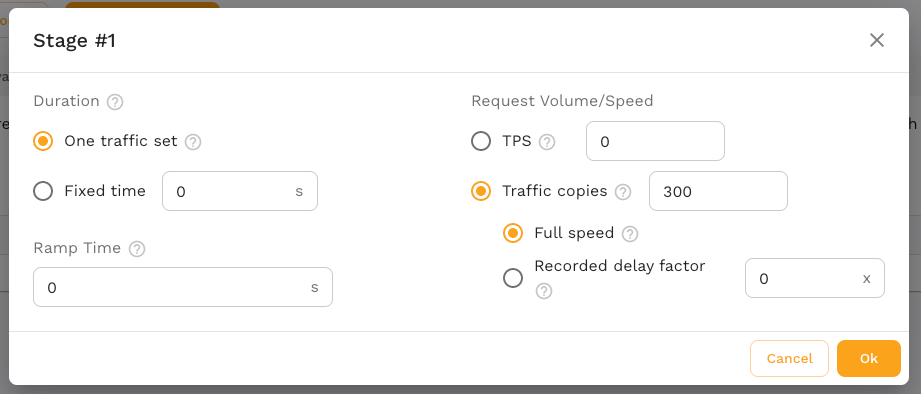 Stage #1
Duration ?
One traffic set ?
Fixed time 0 s
Ramp Time ?
0 s
Request Volume/Speed
TPS ? 0
Traffic copies ? 300
Full speed ?
Recorded delay factor
?
0 x
Cancel
Ok